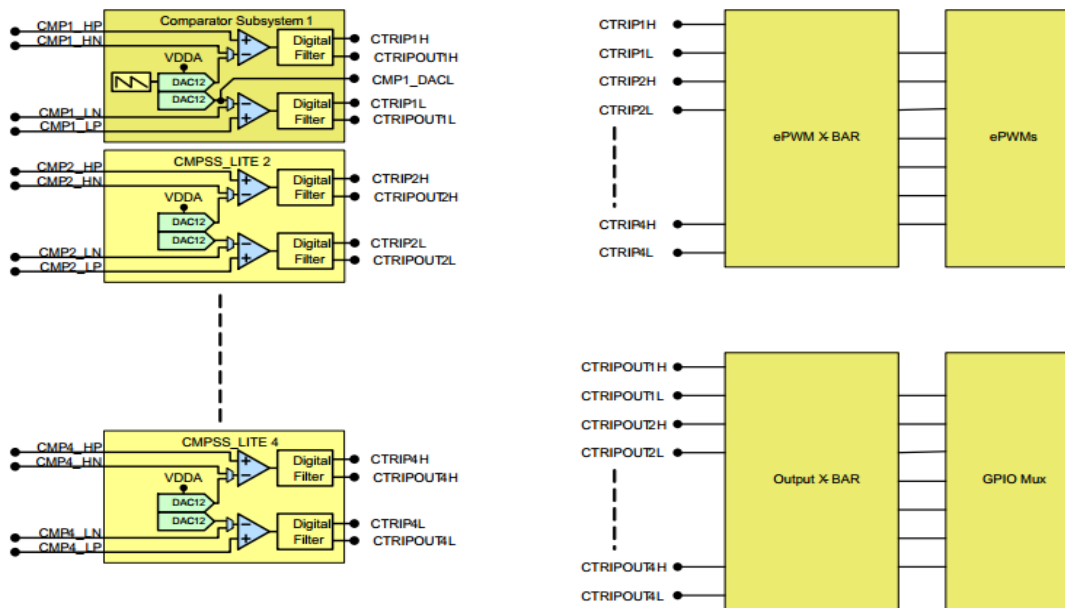 Comparator Subsystem 1
CMP1_HP
CMP1_HN
VDDA
DAC12
DAC12
CMP1_LN
CMP1_LP
Digital
Filter
Digital
Filter
CTRIP1H
CTRIPOUT1H
CMP1_DACL
CTRIP1L
CTRIPOUT1L
CMPSS_LITE 2
CMP2_HP
CMP2_HN
VDDA
DAC12
DAC12
CMP2_LN
CMP2_LP
Digital
Filter
Digital
Filter
CTRIP2H
CTRIPOUT2H
CTRIP2L
CTRIPOUT2L
CMPSS_LITE 4
CMP4_HP
CMP4_HN
VDDA
DAC12
DAC12
CMP4_LN
CMP4_LP
Digital
Filter
Digital
Filter
CTRIP4H
CTRIPOUT4H
CTRIP4L
CTRIPOUT4L
CTRIP1H
CTRIP1L
CTRIP2H
CTRIP2L
CTRIP4H
CTRIP4L
ePWM X-BAR
ePWMs
CTRIPOUT1H
CTRIPOUT1L
CTRIPOUT2H
CTRIPOUT2L
CTRIPOUT4H
CTRIPOUT4L
Output X-BAR
GPIO Mux